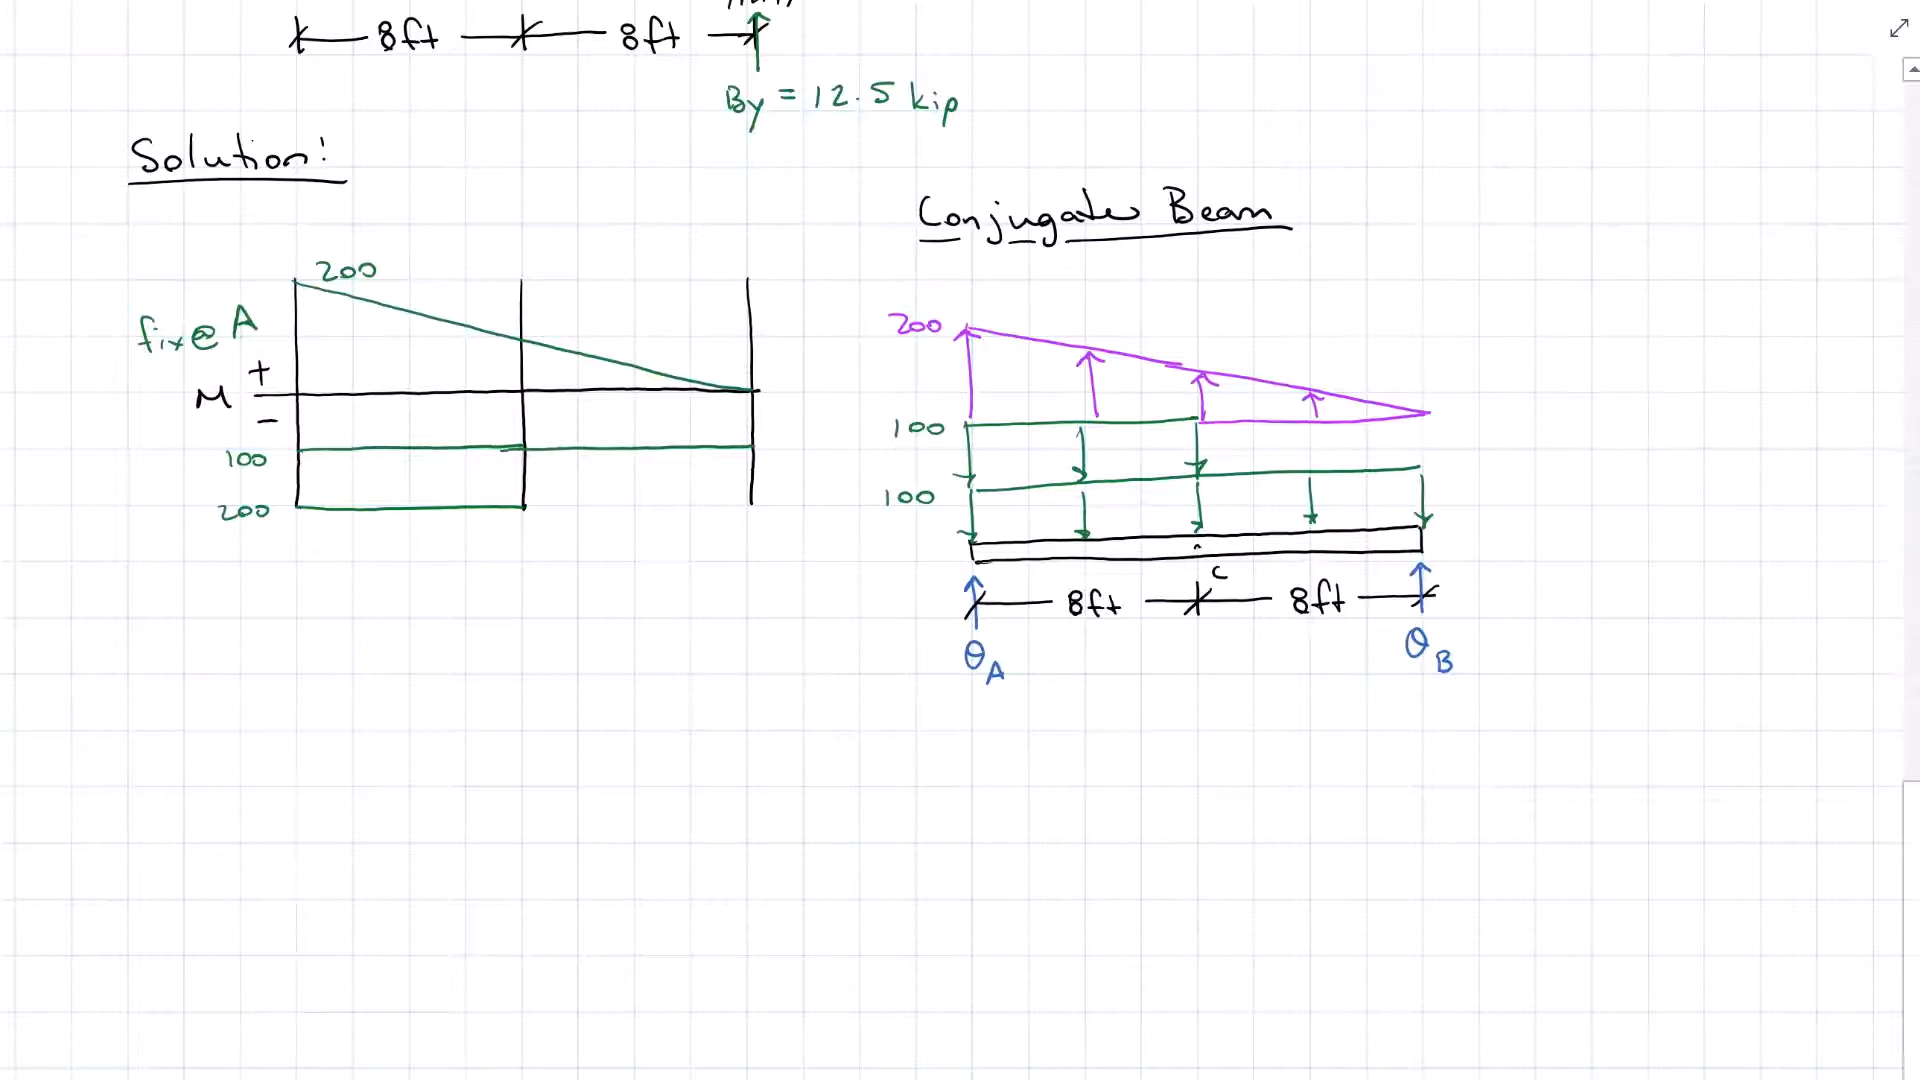 8ft 8ft
By = 12.5 kip
Solution:
Conjugate Beam
200
fix@ A
M + -
100
200
200
100
100
C
8ft 8ft
θA θB